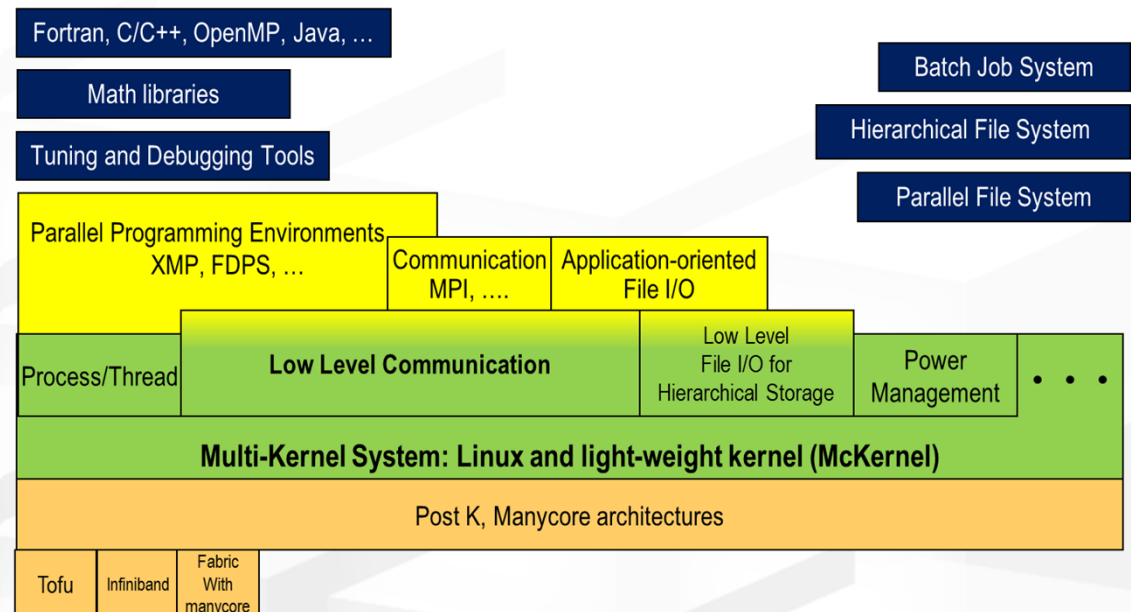 Fortran, C/C++, OpenMP, Java, …
Math libraries
Tuning and Debugging Tools
Batch Job System
Hierarchical File System
Parallel File System
Parallel Programming Environments
XMP, FDPS, …
Communication
MPI, ….
Application-oriented
File I/O
Process/Thread
Low Level Communication
Low Level
File I/O for
Hierarchical Storage
Power
Management
• • •
Multi-Kernel System: Linux and light-weight kernel (McKernel)
Post K, Manycore architectures
Tofu
Infiniband
Fabric
With
manycore